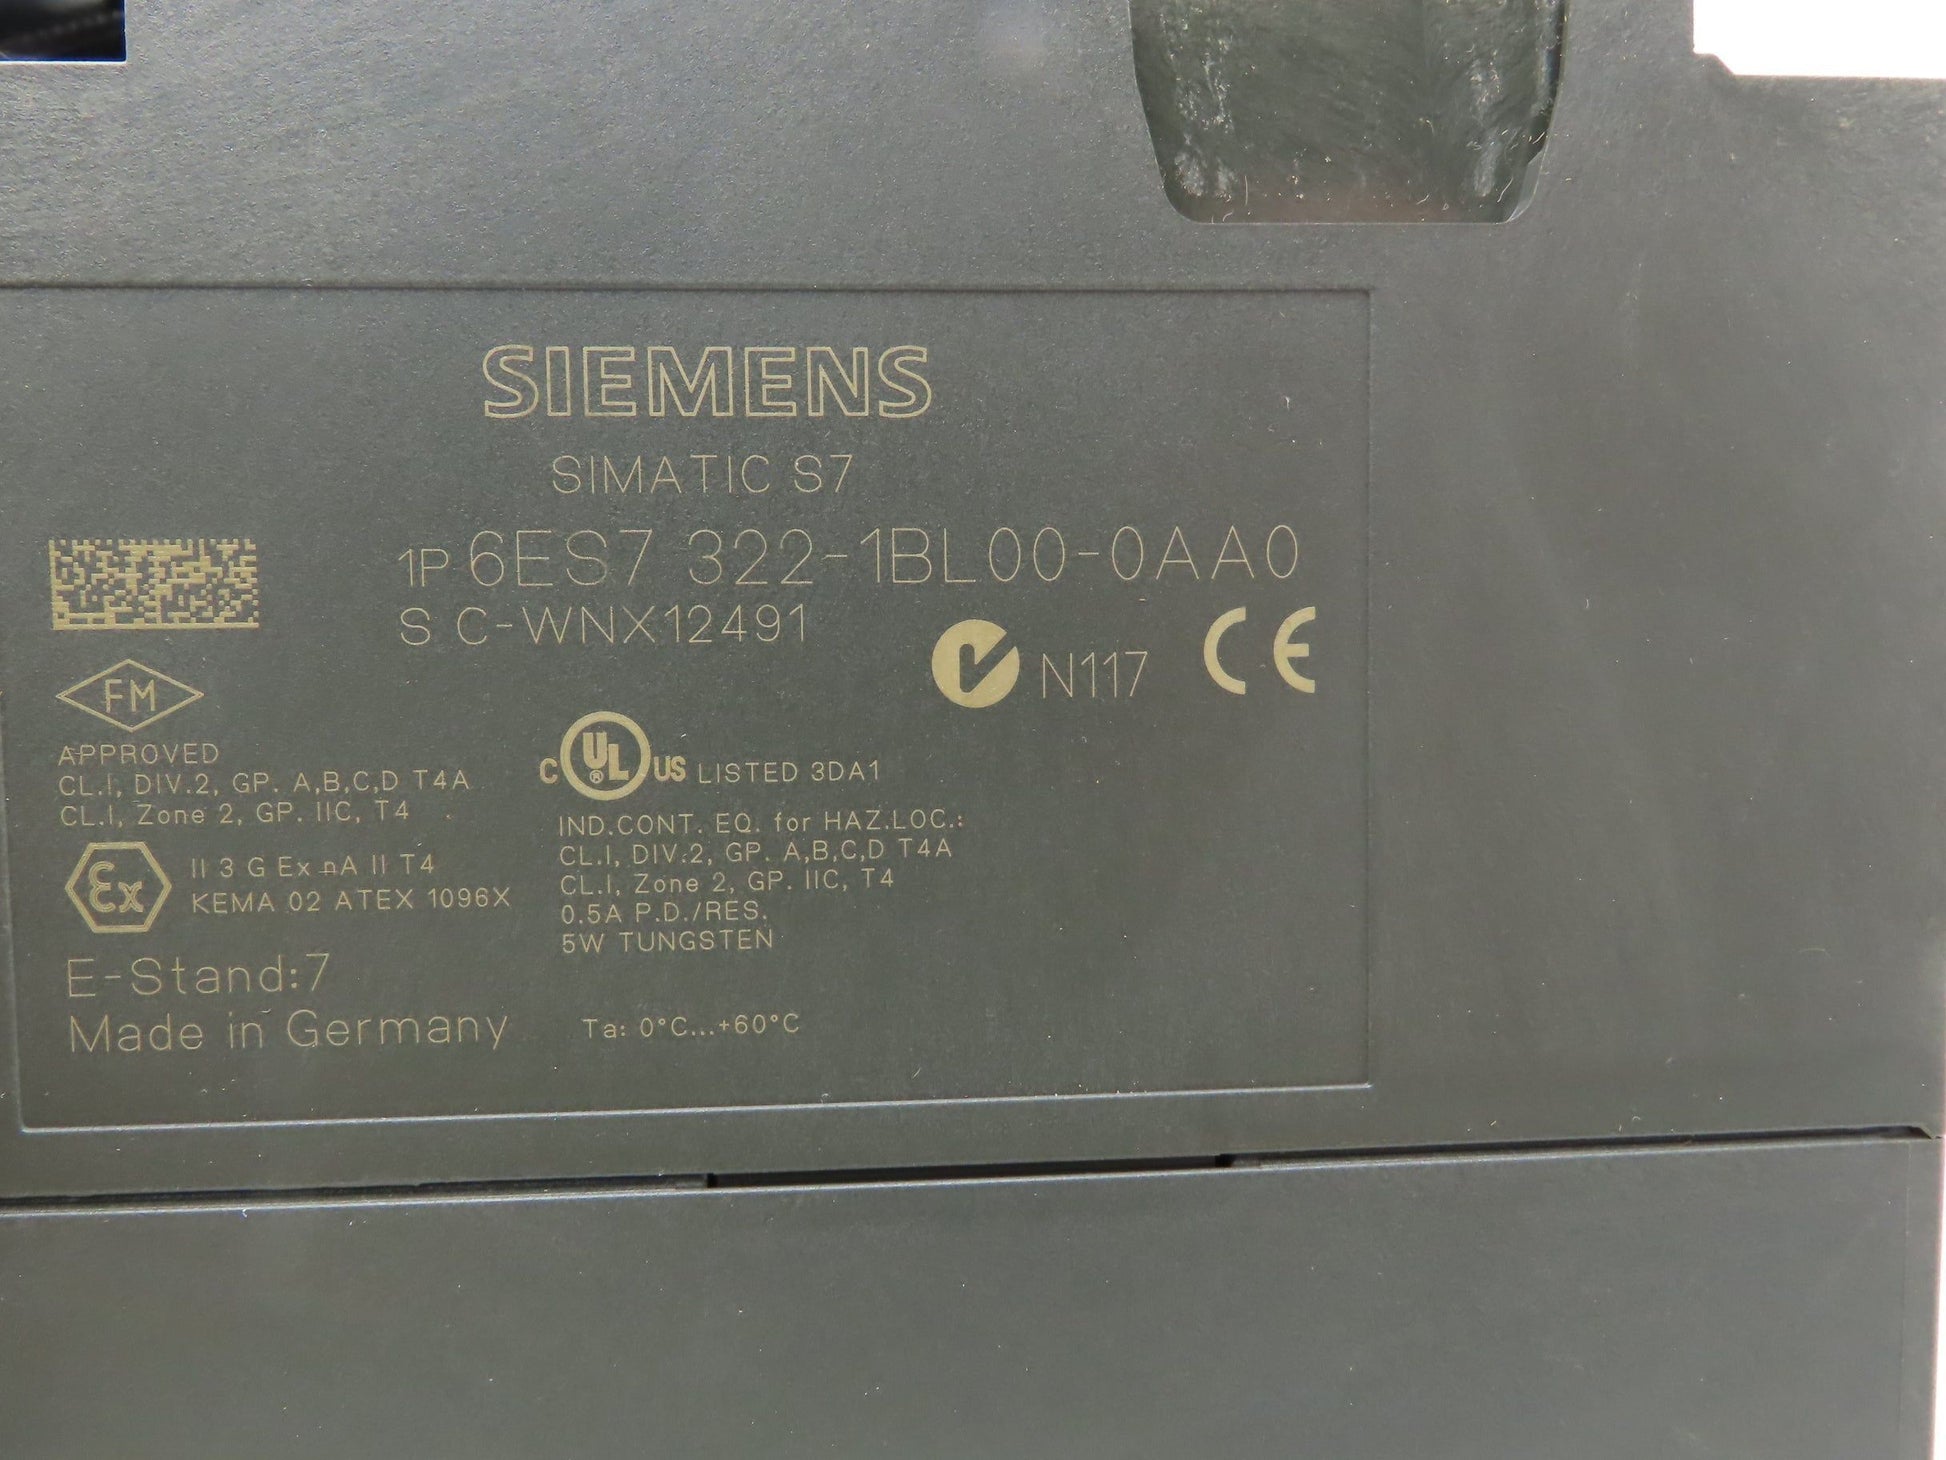 SIEMENS
SIMATIC S7
1P 6ES7 322-1BL00-0AA0
S C-WNX12491
N117 CE
FM
APPROVED
CL.I, DIV.2, GP. A,B,C,D T4A
CL.I, Zone 2, GP. IIC, T4
Ex II 3 G Ex nA II T4
KEMA 02 ATEX 1096X
E-Stand:7
Made in Germany
C UL ® US LISTED 3DA1
IND.CONT. EQ. for HAZ.LOC.:
CL.I, DIV.2, GP. A,B,C,D T4A
CL.I, Zone 2, GP. IIC, T4
0.5A P.D./RES.
5W TUNGSTEN
Ta: 0°C...+60°C